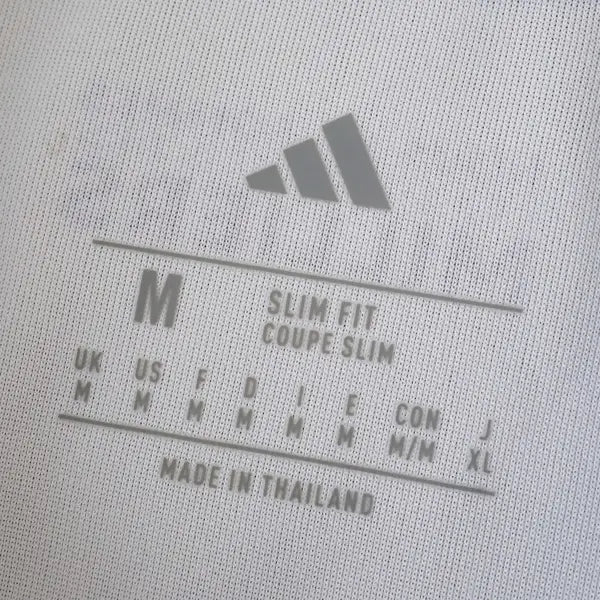 M SLIM FIT
COUPE SLIM
UK US F D I E CON J
M M M M M M M/M XL
MADE IN THAILAND